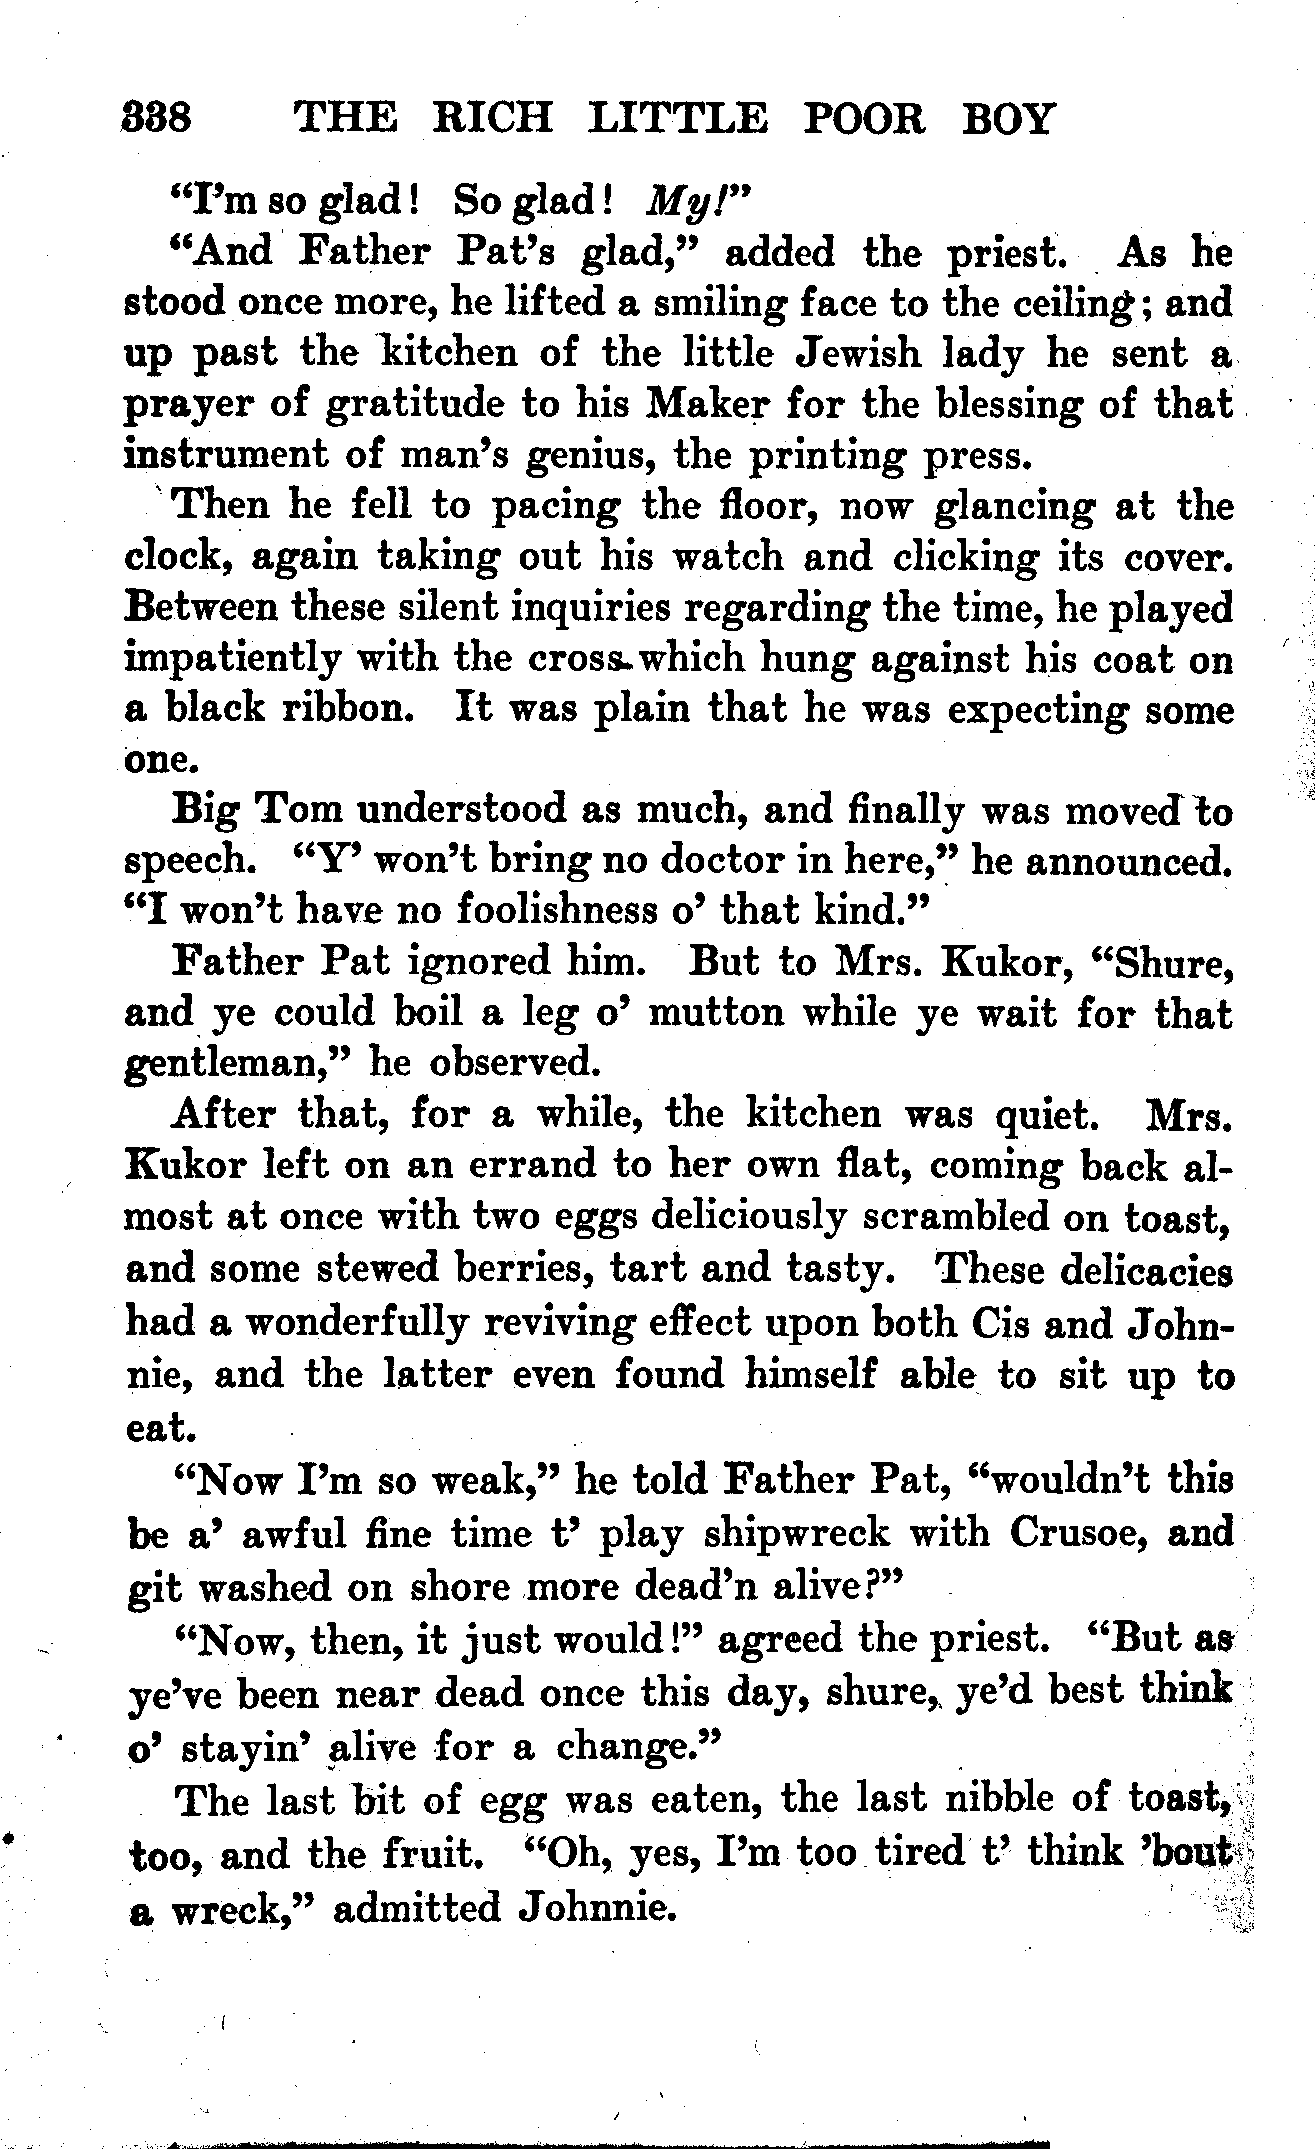 338 THE RICH LITTLE POOR BOY
“I’m so glad! So glad! My!”
“And Father Pat’s glad,” added the priest. As he
stood once more, he lifted a smiling face to the ceiling; and
up past the kitchen of the little Jewish lady he sent a
prayer of gratitude to his Maker for the blessing of that
instrument of man’s genius, the printing press.
Then he fell to pacing the floor, now glancing at the
clock, again taking out his watch and clicking its cover.
Between these silent inquiries regarding the time, he played
impatiently with the cross which hung against his coat on
a black ribbon. It was plain that he was expecting some
one.
Big Tom understood as much, and finally was moved to
speech. “Y’ won’t bring no doctor in here,” he announced.
“I won’t have no foolishness o’ that kind.”
Father Pat ignored him. But to Mrs. Kukor, “Shure,
and ye could boil a leg o’ mutton while ye wait for that
gentleman,” he observed.
After that, for a while, the kitchen was quiet. Mrs.
Kukor left on an errand to her own flat, coming back al-
most at once with two eggs deliciously scrambled on toast,
and some stewed berries, tart and tasty. These delicacies
had a wonderfully reviving effect upon both Cis and John-
nie, and the latter even found himself able to sit up to
eat.
“Now I’m so weak,” he told Father Pat, “wouldn’t this
be a’ awful fine time t’ play shipwreck with Crusoe, and
git washed on shore more dead’n alive?”
“Now, then, it just would!” agreed the priest. “But as
ye’ve been near dead once this day, shure, ye’d best think
o’ stayin’ alive for a change.”
The last bit of egg was eaten, the last nibble of toast,
too, and the fruit. “Oh, yes, I’m too tired t’ think ’bout
a wreck,” admitted Johnnie.